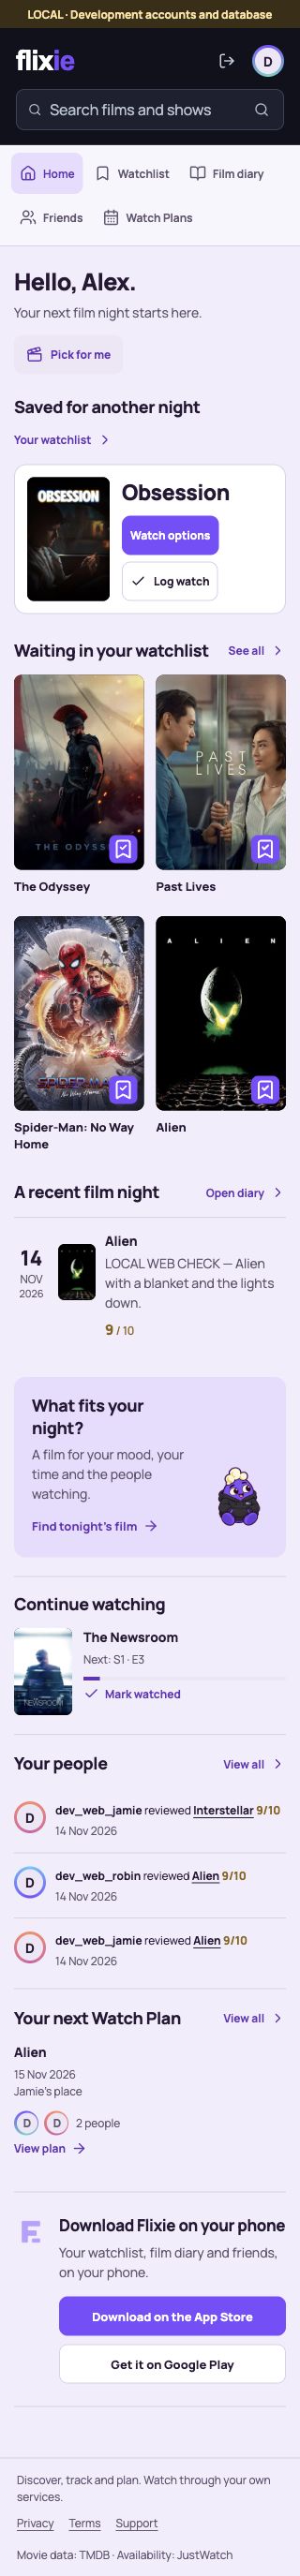 LOCAL · Development accounts and database
flixie
D
Search films and shows
Home
Watchlist
Film diary
Friends
Watch Plans
Hello, Alex.
Your next film night starts here.
Pick for me
Saved for another night
Your watchlist
OBSESSION
Obsession
Watch options
Log watch
Waiting in your watchlist
See all
THE ODYSS
PAST
LIVES
The Odyssey
Past Lives
SPIDER-MA
No Way Home
A L I E N
Spider-Man: No Way
Home
Alien
A recent film night
Open diary
14
NOV
2026
Alien
LOCAL WEB CHECK — Alien
with a blanket and the lights
down.
9 / 10
What fits your
night?
A film for your mood, your
time and the people
watching.
Find tonight's film
Continue watching
NEWSROOM
The Newsroom
Next: S1 · E3
Mark watched
Your people
View all
D
dev_web_jamie reviewed Interstellar 9/10
14 Nov 2026
D
dev_web_robin reviewed Alien 9/10
14 Nov 2026
D
dev_web_jamie reviewed Alien 9/10
14 Nov 2026
Your next Watch Plan
View all
Alien
15 Nov 2026
Jamie's place
D D 2 people
View plan
Download Flixie on your phone
Your watchlist, film diary and friends,
on your phone.
Download on the App Store
Get it on Google Play
Discover, track and plan. Watch through your own
services.
Privacy Terms Support
Movie data: TMDB · Availability: JustWatch